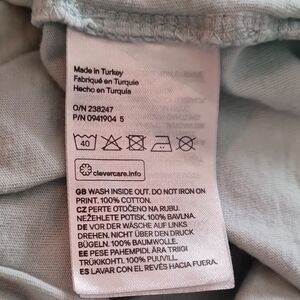 Made in Turkey
Fabriqué en Turquie
Hecho en Turquía
O/N 238247
P/N 0941904 5
40
clevercare.info
GB WASH INSIDE OUT. DO NOT IRON ON
PRINT. 100% COTTON.
CZ PERTE OTOČENO NA RUBU.
NEŽEHLETE POTISK. 100% BAVLNA.
DE VOR DER WÄSCHE AUF LINKS
DREHEN. NICHT ÜBER DEN DRUCK
BÜGELN. 100% BAUMWOLLE.
EE PESE PAHEMPIDI. ÄRA TRIIGI
TRÜKIKOHTI. 100% PUUVILL.
ES LAVAR CON EL REVÉS HACIA FUERA.